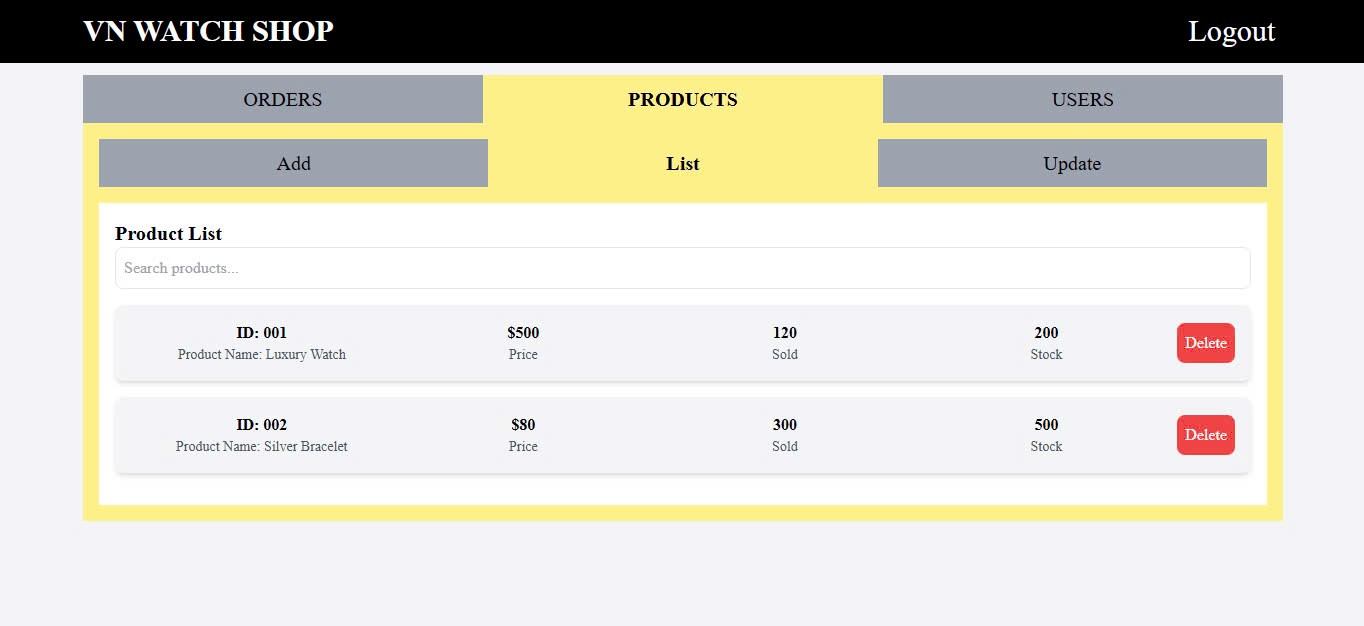 VN WATCH SHOP
Logout
ORDERS
PRODUCTS
USERS
Add
List
Update
Product List
Search products...
ID: 001
$500
120
200
Product Name: Luxury Watch
Price
Sold
Stock
Delete
ID: 002
$80
300
500
Product Name: Silver Bracelet
Price
Sold
Stock
Delete